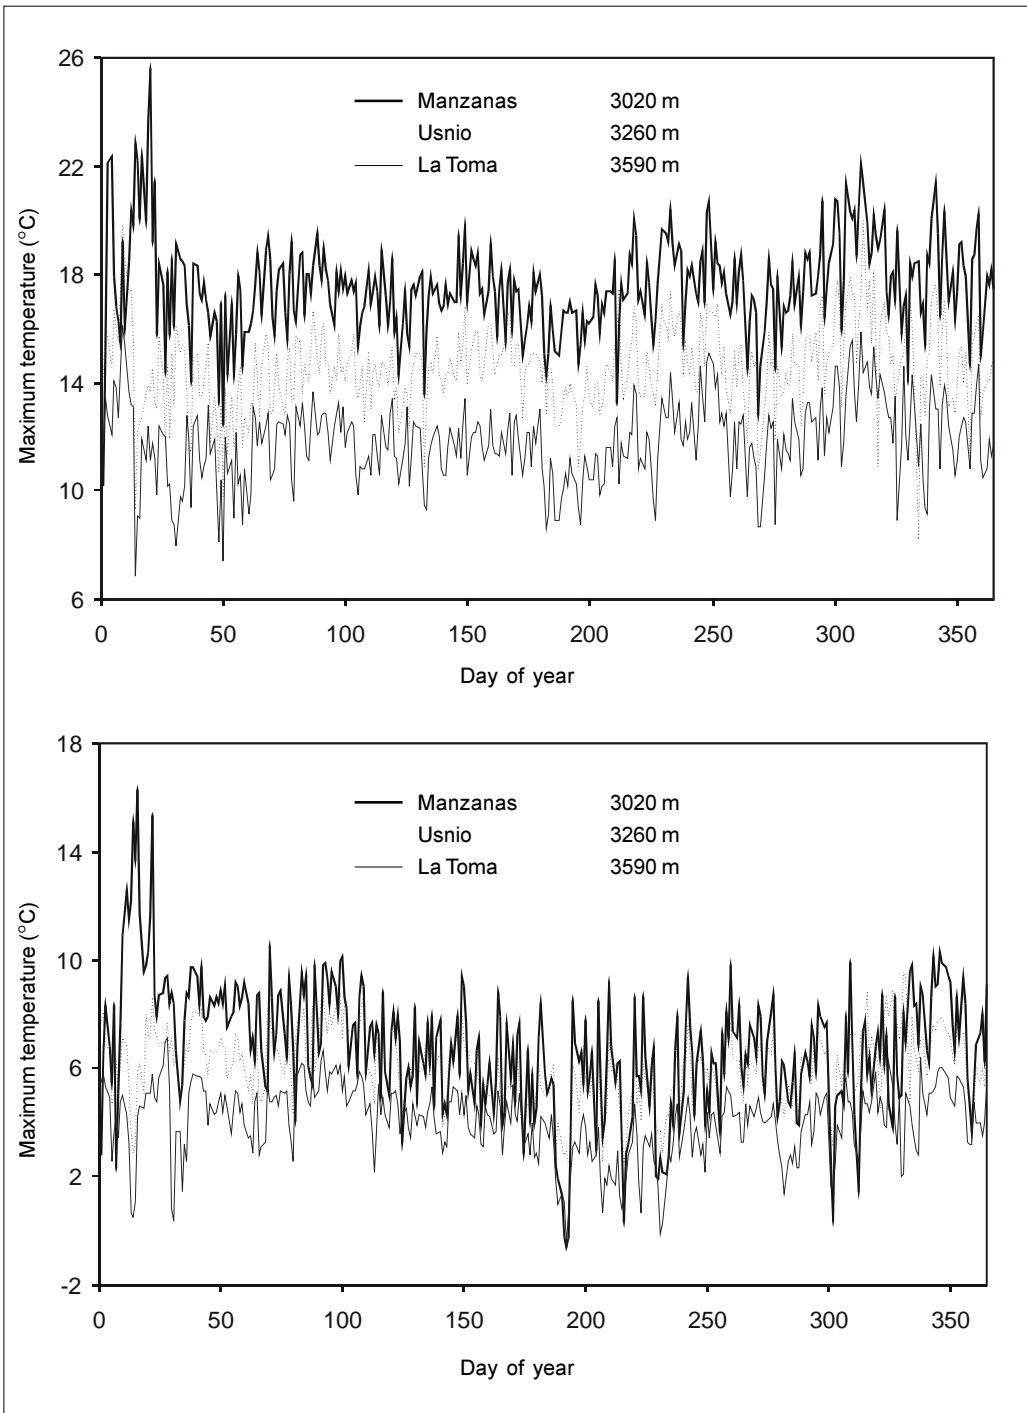 26
22
18
14
10
6
Maximum temperature (°C)
Manzanas 3020 m
Usnio 3260 m
La Toma 3590 m
0 50 100 150 200 250 300 350
Day of year
18
14
10
6
2
-2
Maximum temperature (°C)
Manzanas 3020 m
Usnio 3260 m
La Toma 3590 m
0 50 100 150 200 250 300 350
Day of year